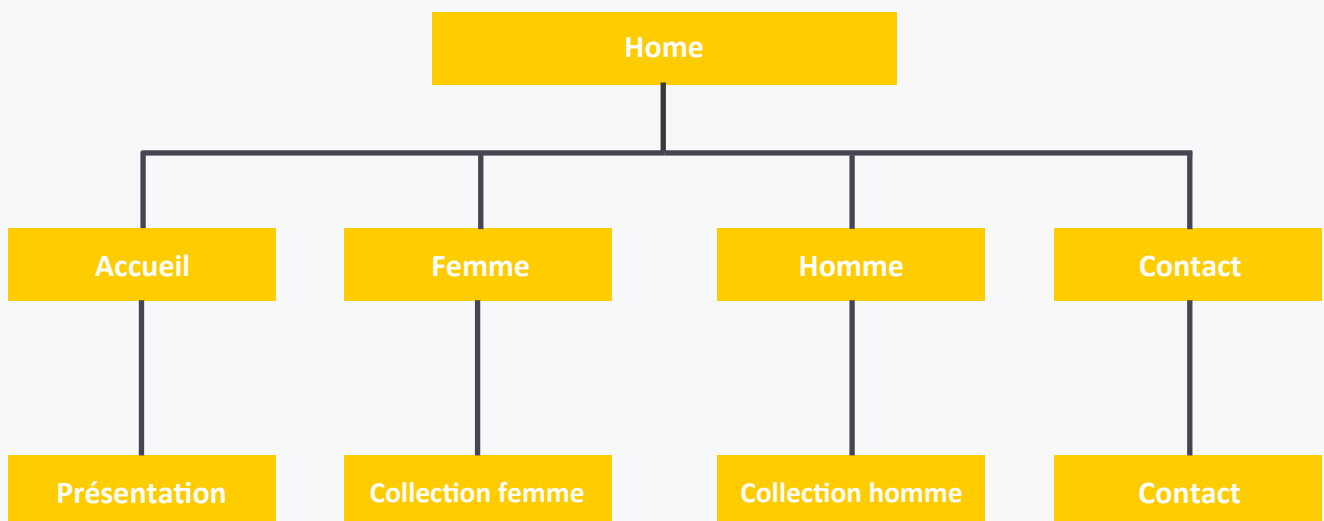 Home
Accueil
Femme
Homme
Contact
Présentation
Collection femme
Collection homme
Contact